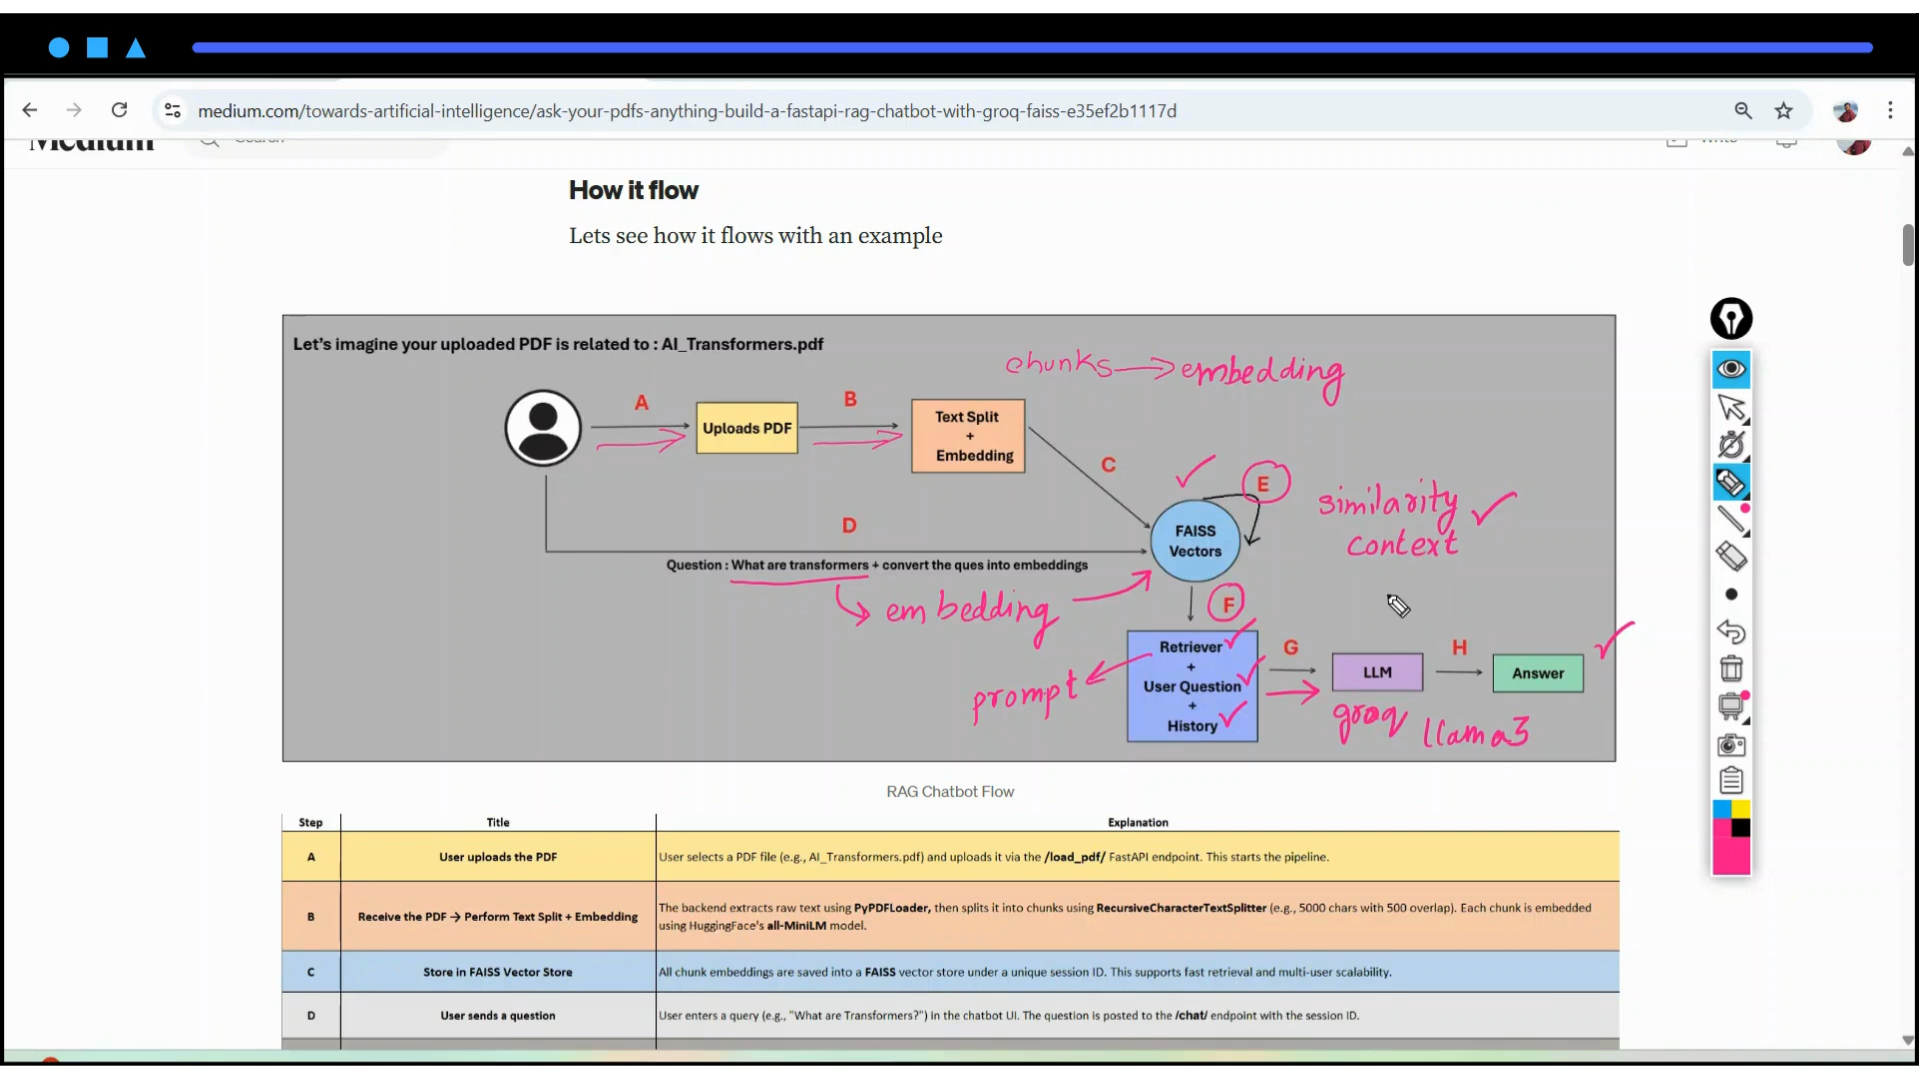 medium.com/towards-artificial-intelligence/ask-your-pdfs-anything-build-a-fastapi-rag-chatbot-with-groq-faiss-e35ef2b1117d
Medium
Search
Write
How it flow
Lets see how it flows with an example
Let's imagine your uploaded PDF is related to : AI_Transformers.pdf
chunks → embedding
A
Uploads PDF
B
Text Split
+
Embedding
C
E
similarity
context
FAISS
Vectors
D
Question : What are transformers + convert the ques into embeddings
embedding
F
Retriever
+
User Question
+
History
prompt
G
LLM
H
Answer
groq
llama3
RAG Chatbot Flow
Step Title Explanation
A User uploads the PDF User selects a PDF file (e.g., AI_Transformers.pdf) and uploads it via the /load_pdf/ FastAPI endpoint. This starts the pipeline.
B Receive the PDF → Perform Text Split + Embedding The backend extracts raw text using PyPDFLoader, then splits it into chunks using RecursiveCharacterTextSplitter (e.g., 5000 chars with 500 overlap). Each chunk is embedded
using HuggingFace's all-MiniLM model.
C Store in FAISS Vector Store All chunk embeddings are saved into a FAISS vector store under a unique session ID. This supports fast retrieval and multi-user scalability.
D User sends a question User enters a query (e.g., "What are Transformers?") in the chatbot UI. The question is posted to the /chat/ endpoint with the session ID.